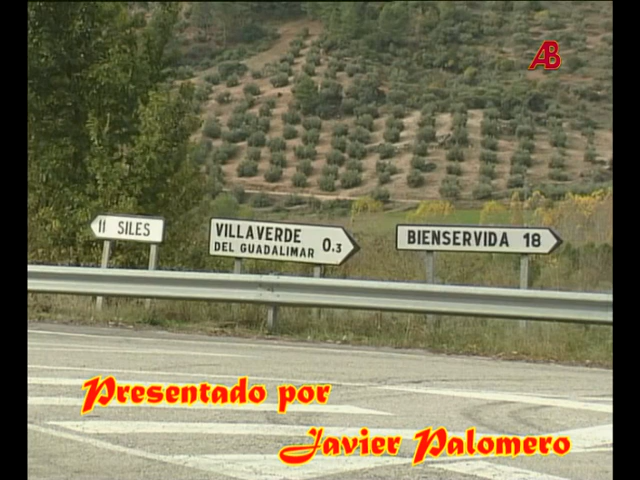 AB
11 SILES
VILLAVERDE
DEL GUADALIMAR 0.3
BIENSERVIDA 18
Presentado por
Javier Palomero